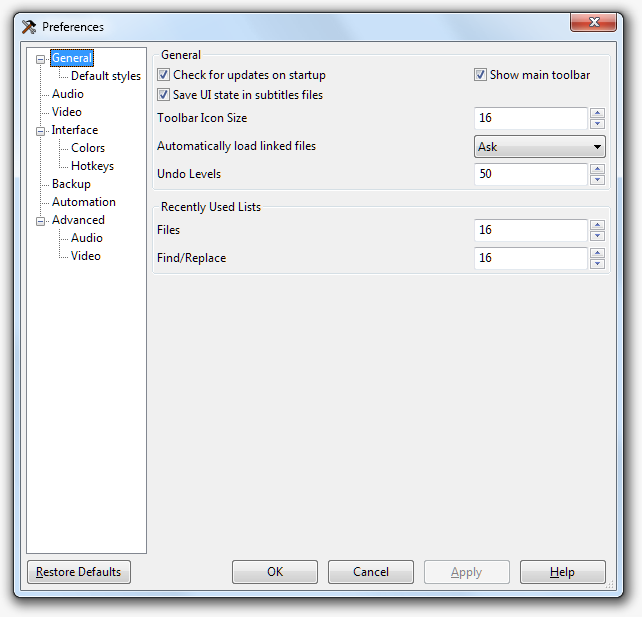 Preferences
General
Default styles
Audio
Video
Interface
Colors
Hotkeys
Backup
Automation
Advanced
Audio
Video
General
Check for updates on startup
Show main toolbar
Save UI state in subtitles files
Toolbar Icon Size
16
Automatically load linked files
Ask
Undo Levels
50
Recently Used Lists
Files
16
Find/Replace
16
Restore Defaults
OK
Cancel
Apply
Help